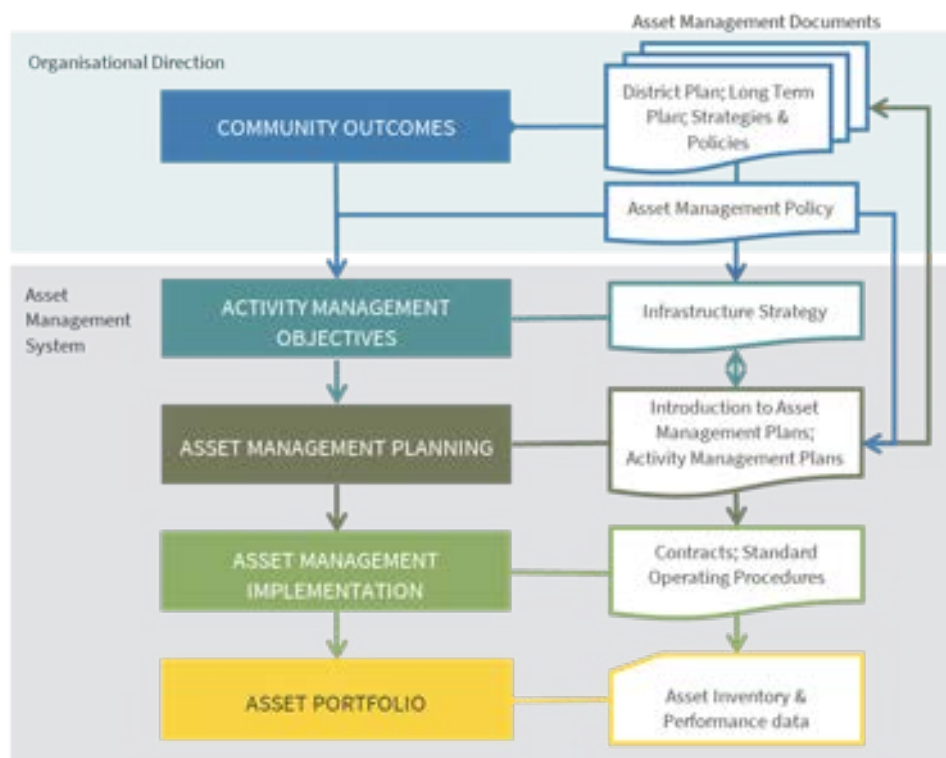 Asset Management Documents
Organisational Direction
COMMUNITY OUTCOMES
District Plan; Long Term
Plan; Strategies &
Policies
Asset Management Policy
Asset
Management
System
ACTIVITY MANAGEMENT
OBJECTIVES
Infrastructure Strategy
ASSET MANAGEMENT PLANNING
Introduction to Asset
Management Plans;
Activity Management Plans
ASSET MANAGEMENT
IMPLEMENTATION
Contracts; Standard
Operating Procedures
ASSET PORTFOLIO
Asset Inventory &
Performance data